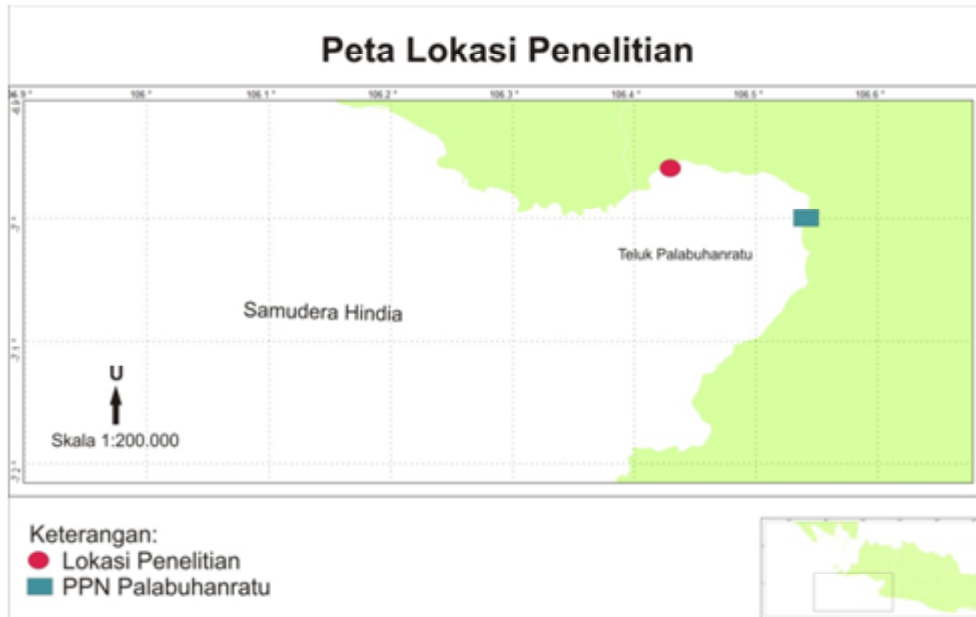 Peta Lokasi Penelitian
106.° 106.1° 106.2° 106.3° 106.4° 106.5° 106.6°
Teluk Palabuhanratu
Samudera Hindia
U
Skala 1:200.000
Keterangan:
Lokasi Penelitian
PPN Palabuhanratu